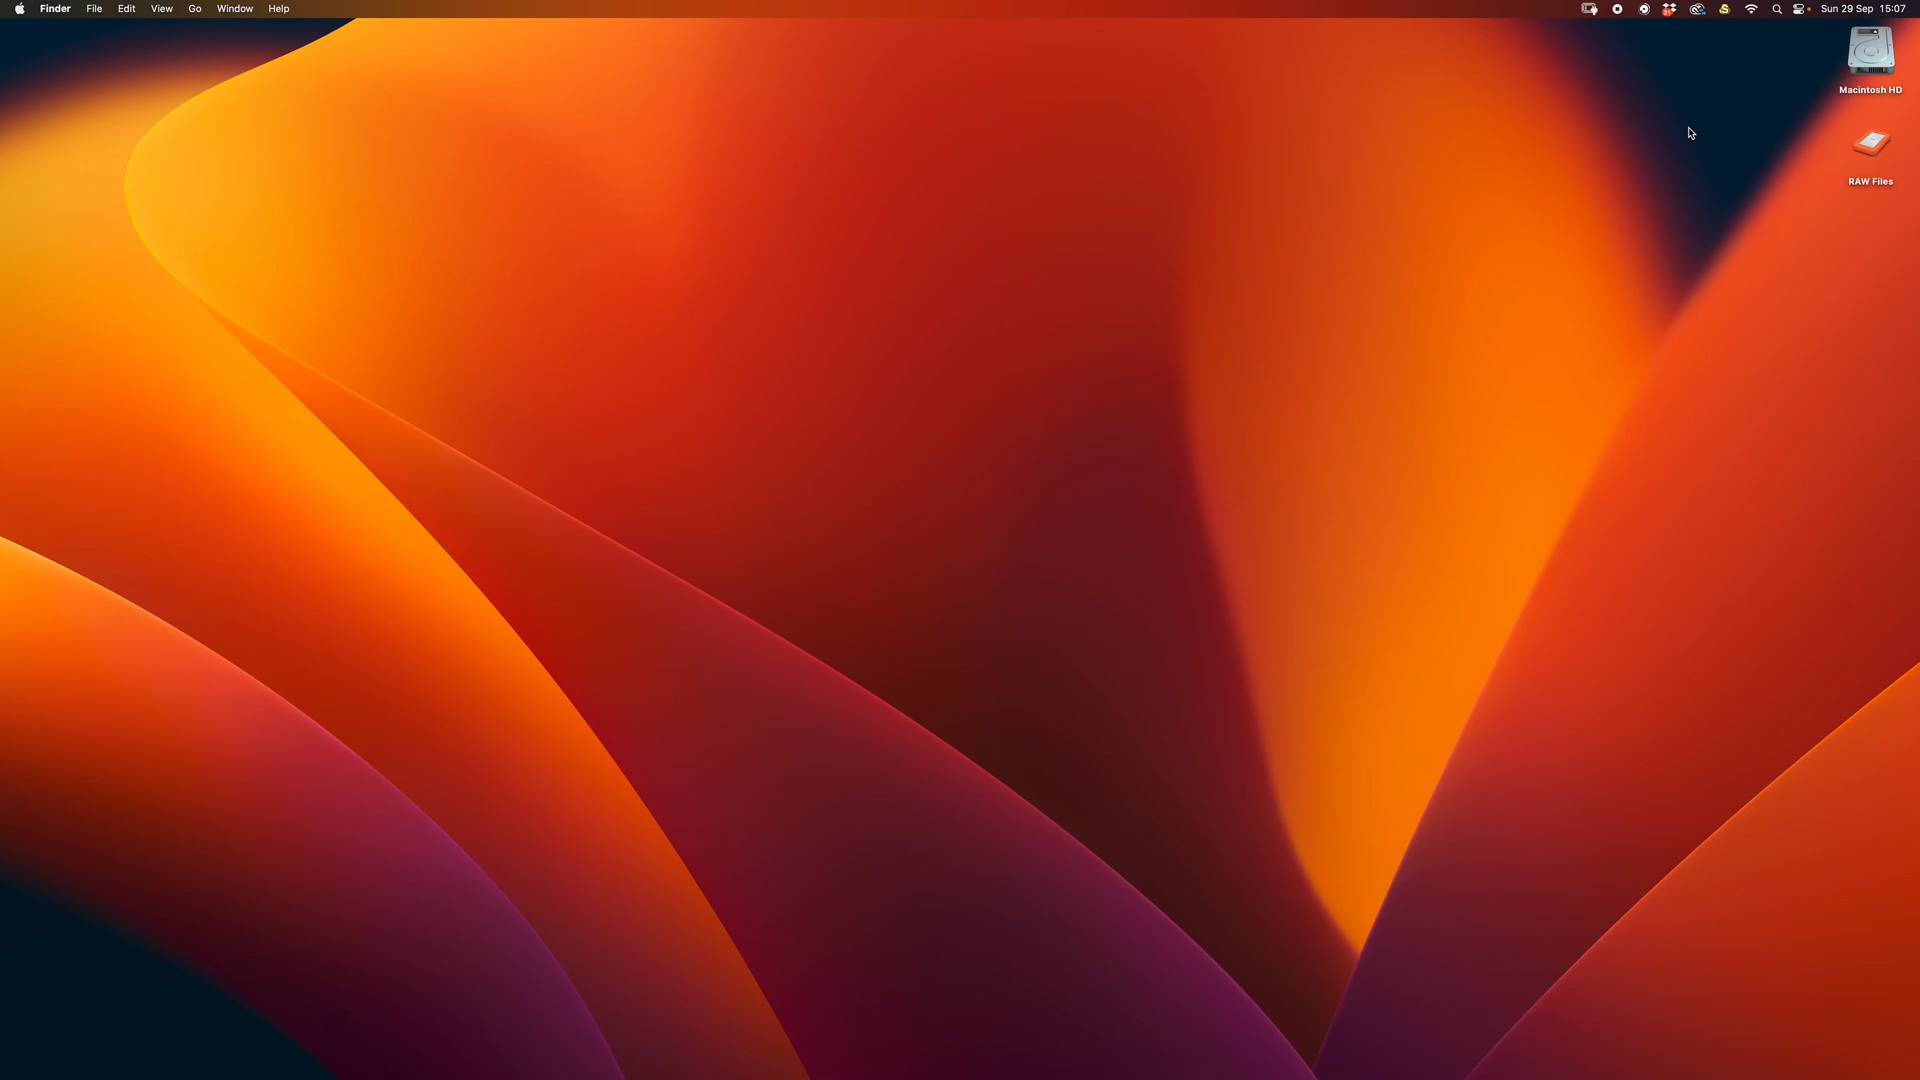 Finder File Edit View Go Window Help Sun 29 Sep 15:07
Macintosh HD
RAW Files